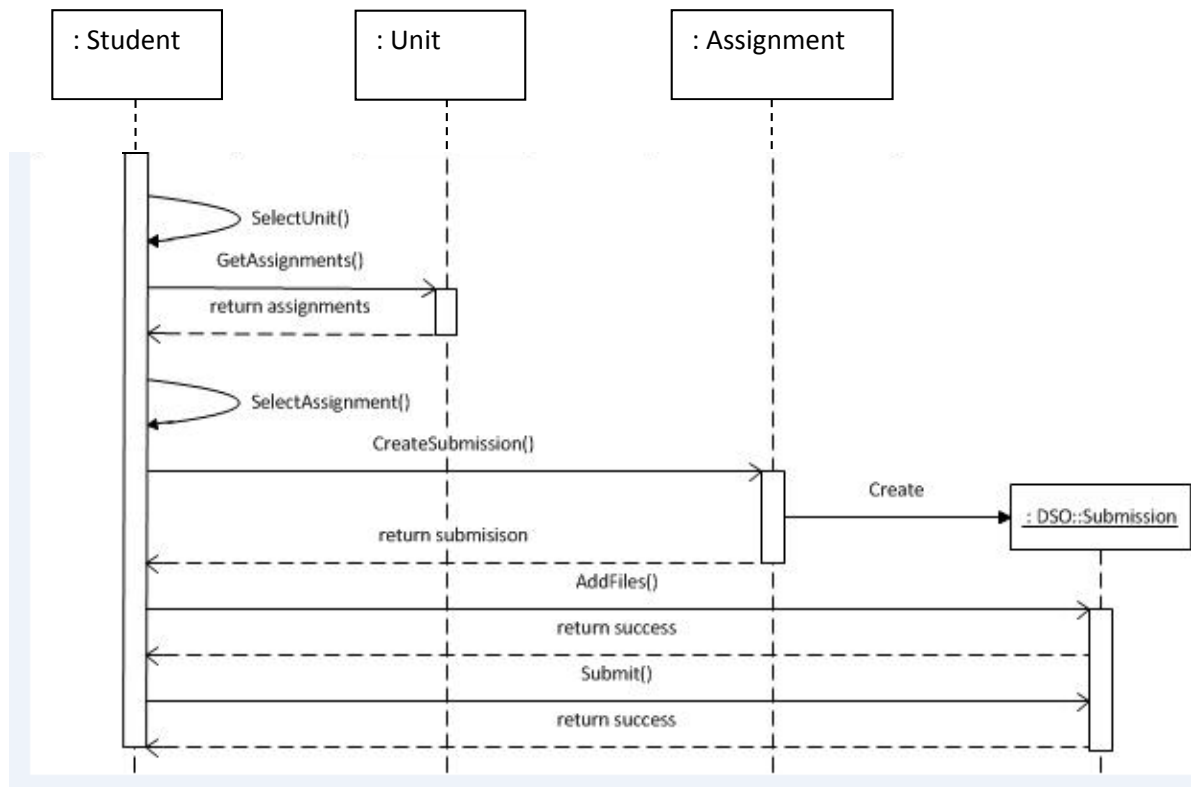 : Student
: Unit
: Assignment
SelectUnit()
GetAssignments()
return assignments
SelectAssignment()
CreateSubmission()
Create
: DSO::Submission
return submisison
AddFiles()
return success
Submit()
return success